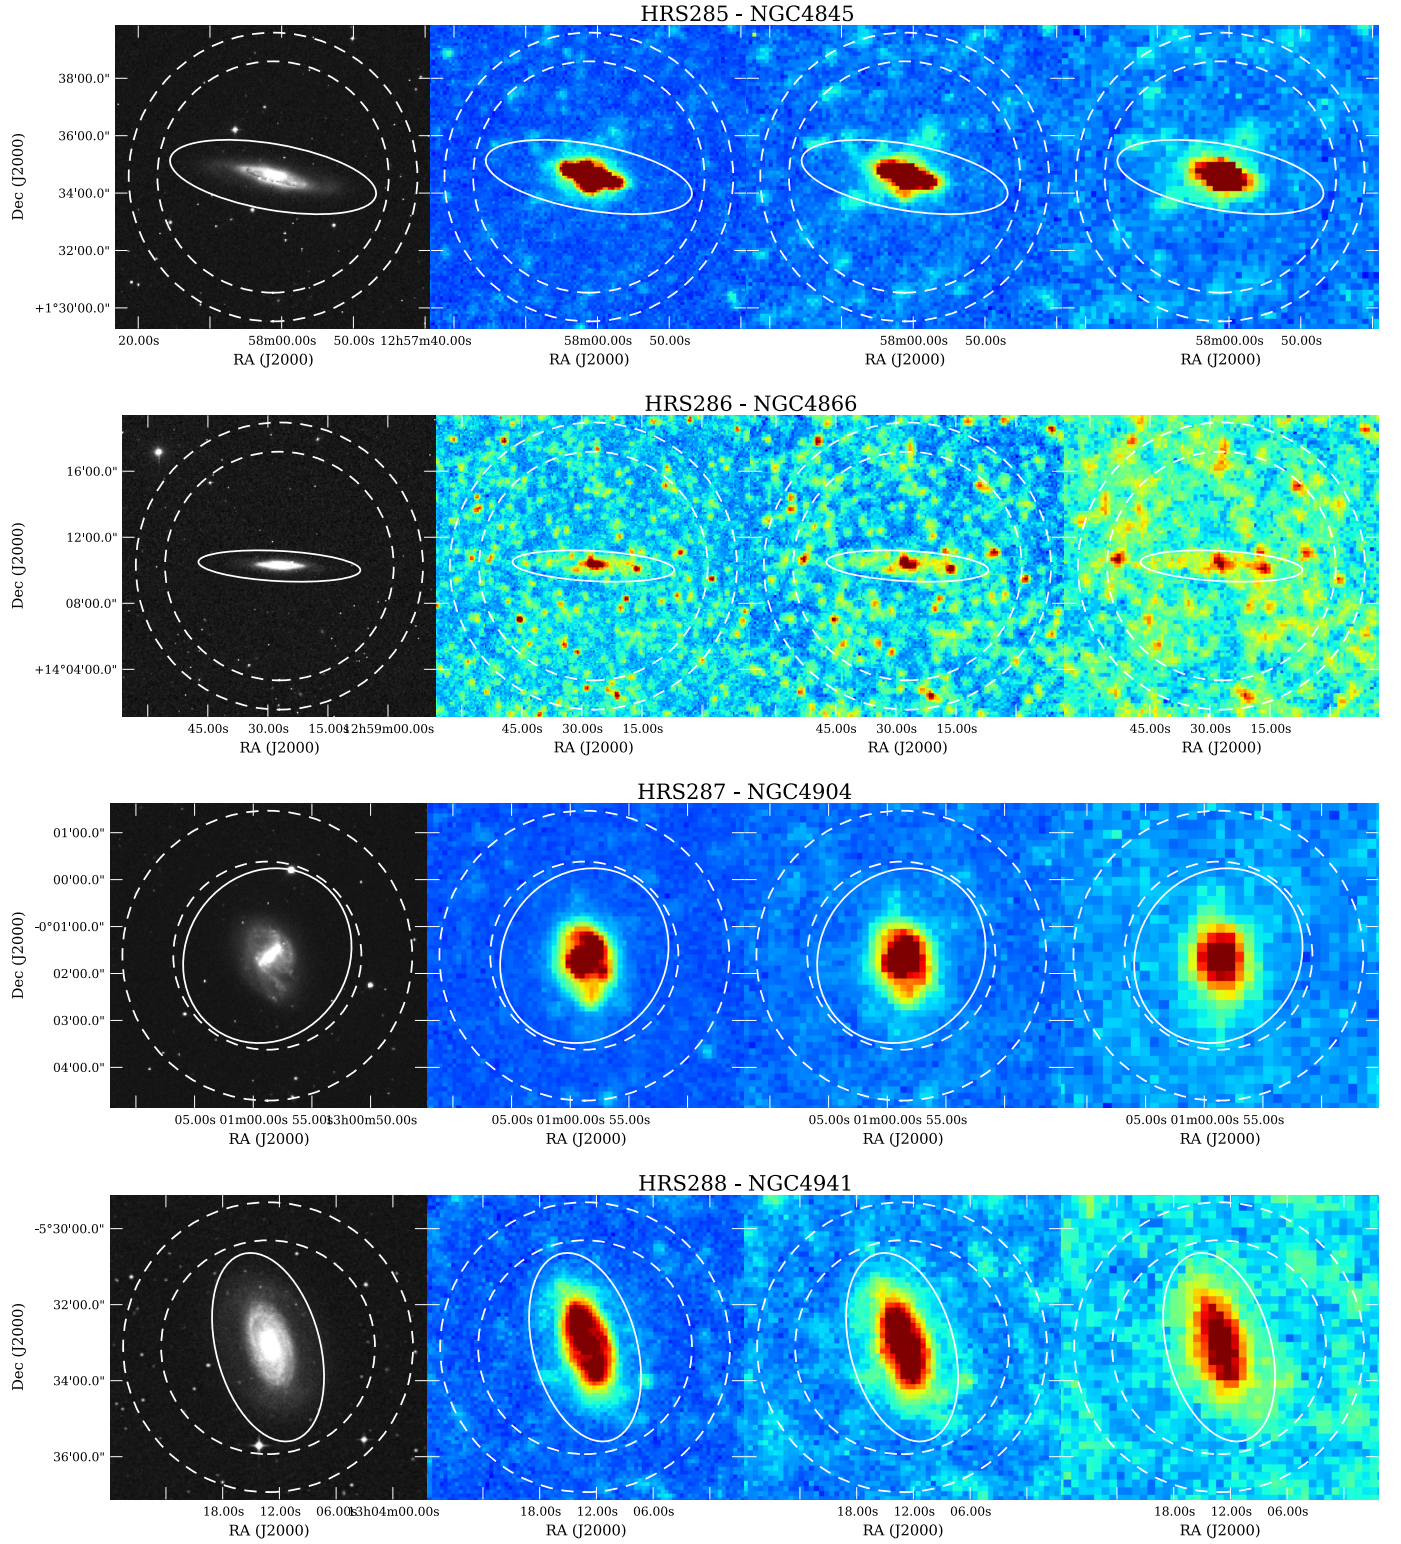 HRS285 - NGC4845
Dec (J2000)
38'00.0"
36'00.0"
34'00.0"
32'00.0"
+1°30'00.0"
20.00s 58m00.00s 50.00s 12h57m40.00s 58m00.00s 50.00s 58m00.00s 50.00s 58m00.00s 50.00s
RA (J2000) RA (J2000) RA (J2000) RA (J2000)
HRS286 - NGC4866
Dec (J2000)
16'00.0"
12'00.0"
08'00.0"
+14°04'00.0"
45.00s 30.00s 15.00s 12h59m00.00s 45.00s 30.00s 15.00s 45.00s 30.00s 15.00s 45.00s 30.00s 15.00s
RA (J2000) RA (J2000) RA (J2000) RA (J2000)
HRS287 - NGC4904
Dec (J2000)
01'00.0"
00'00.0"
-0°01'00.0"
02'00.0"
03'00.0"
04'00.0"
05.00s 01m00.00s 55.00s 13h00m50.00s 05.00s 01m00.00s 55.00s 05.00s 01m00.00s 55.00s 05.00s 01m00.00s 55.00s
RA (J2000) RA (J2000) RA (J2000) RA (J2000)
HRS288 - NGC4941
Dec (J2000)
-5°30'00.0"
32'00.0"
34'00.0"
36'00.0"
18.00s 12.00s 06.00s 13h04m00.00s 18.00s 12.00s 06.00s 18.00s 12.00s 06.00s 18.00s 12.00s 06.00s
RA (J2000) RA (J2000) RA (J2000) RA (J2000)